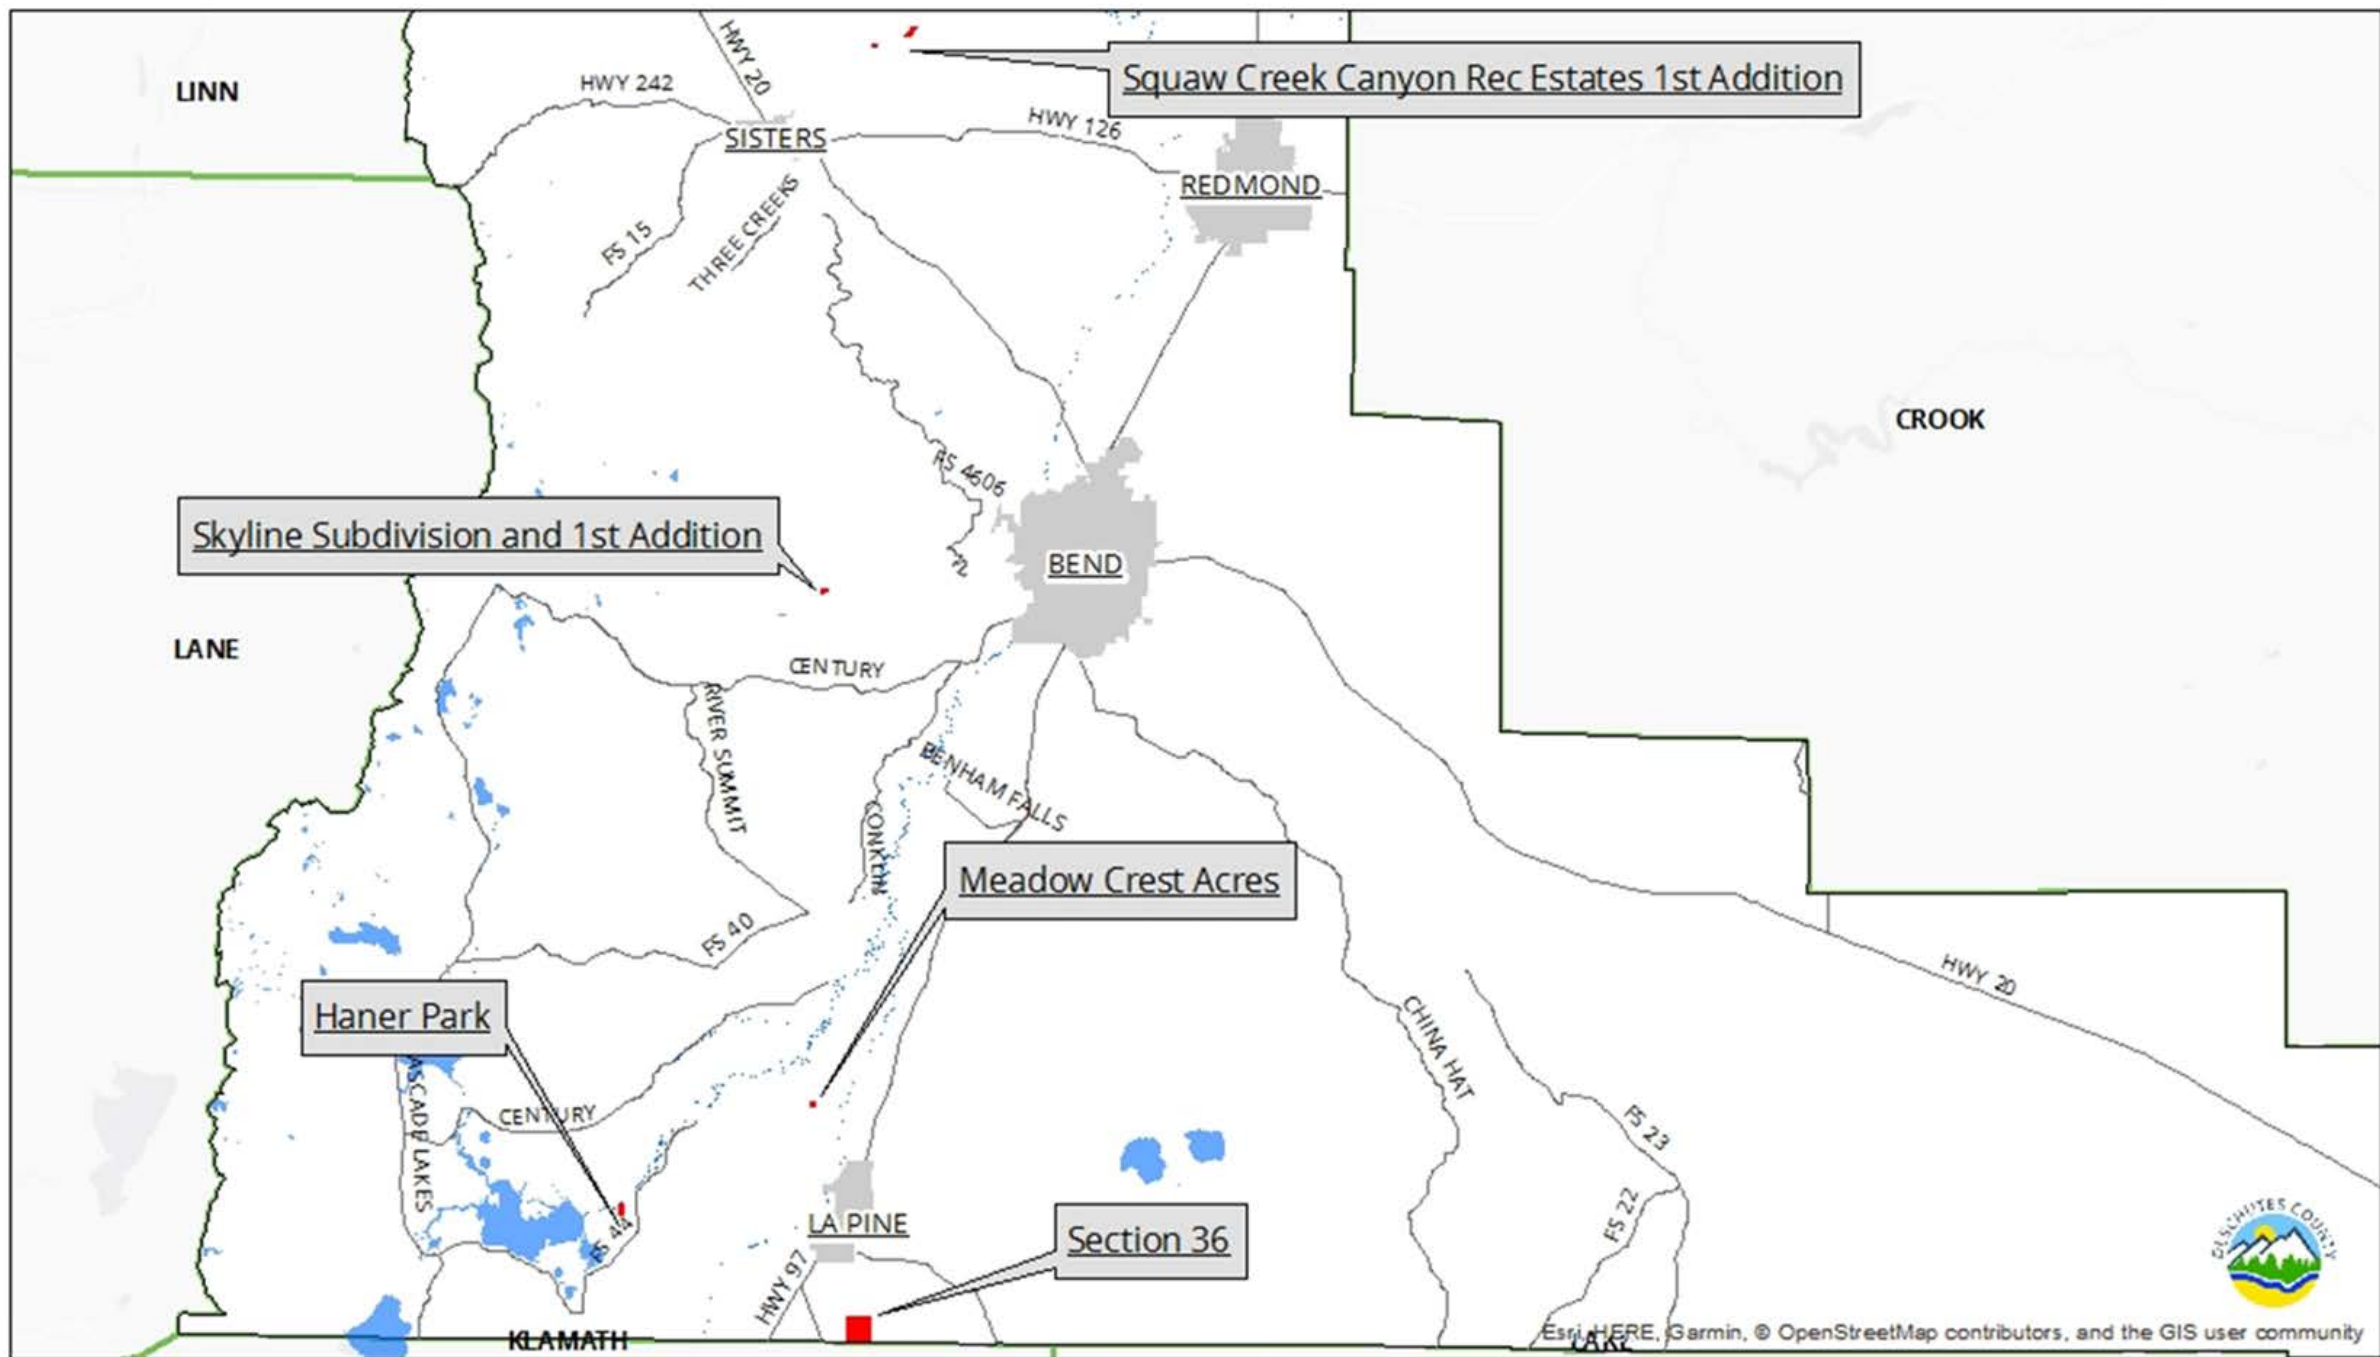 HWY 20
Squaw Creek Canyon Rec Estates 1st Addition
LINN
HWY 242
SISTERS
HWY 126
REDMOND
FS 15
THREE CREEKS
CROOK
FS 4606
Skyline Subdivision and 1st Addition
BEND
LANE
CENTURY
RIVER SUMMIT
BENHAM FALLS
CONKLIN
Meadow Crest Acres
FS 40
HWY 20
Haner Park
CHINA HAT
CENTURY
ASCADE LAKES
FS 23
FS 22
LA PINE
FS 44
Section 36
HWY 97
DESCHUTES COUNTY
KLAMATH
LAKE
Esri, HERE, Garmin, © OpenStreetMap contributors, and the GIS user community